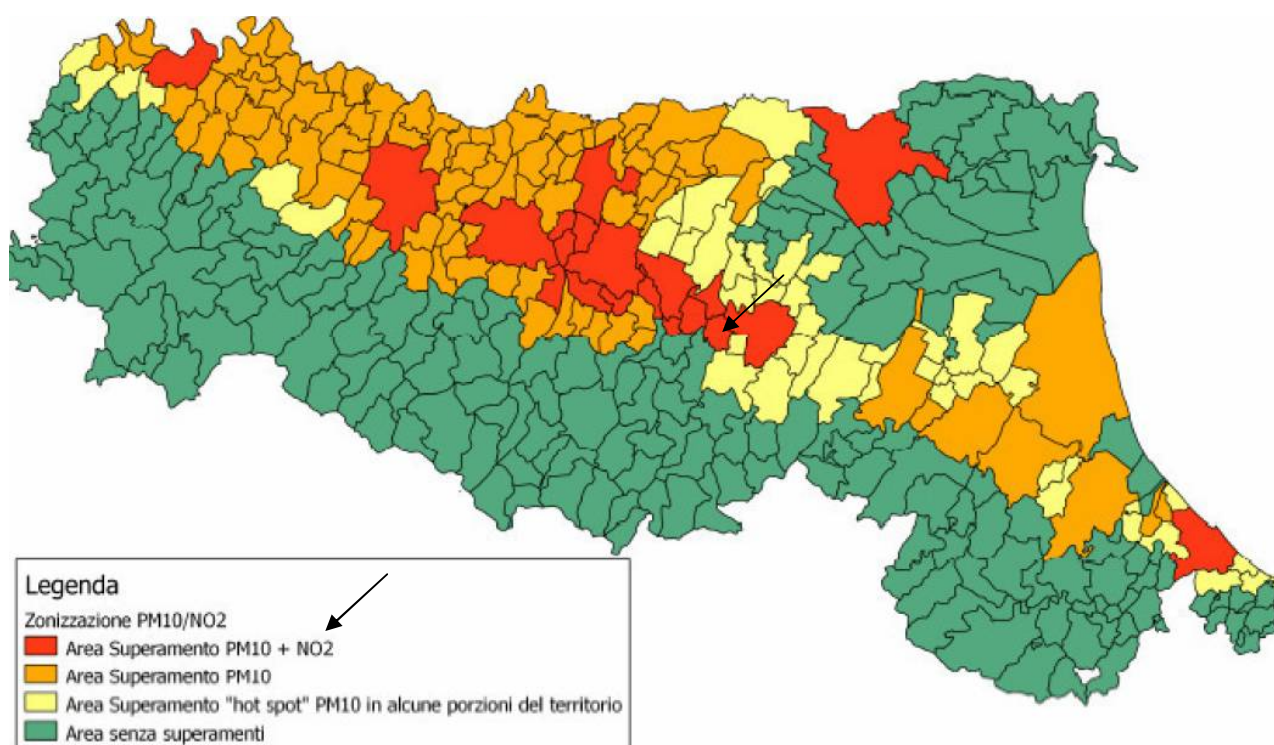 Legenda
Zonizzazione PM10/NO2
Area Superamento PM10 + NO2
Area Superamento PM10
Area Superamento "hot spot" PM10 in alcune porzioni del territorio
Area senza superamenti